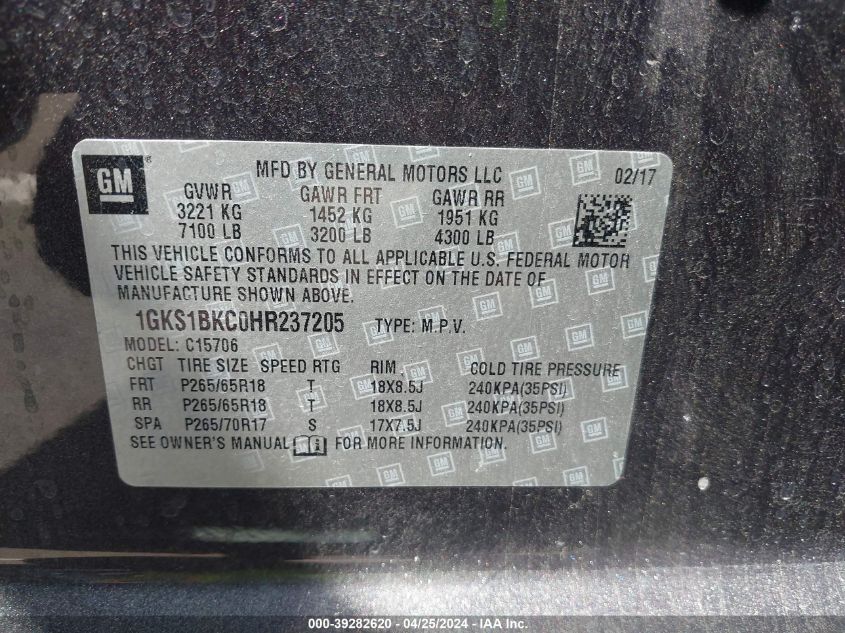 GM ® MFD BY GENERAL MOTORS LLC 02/17
GVWR GAWR FRT GAWR RR
3221 KG 1452 KG 1951 KG
7100 LB 3200 LB 4300 LB
THIS VEHICLE CONFORMS TO ALL APPLICABLE U.S. FEDERAL MOTOR
VEHICLE SAFETY STANDARDS IN EFFECT ON THE DATE OF
MANUFACTURE SHOWN ABOVE.
1GKS1BKC0HR237205 TYPE: M.P.V.
MODEL: C15706
CHGT TIRE SIZE SPEED RTG RIM COLD TIRE PRESSURE
FRT P265/65R18 T 18X8.5J 240KPA(35PSI)
RR P265/65R18 T 18X8.5J 240KPA(35PSI)
SPA P265/70R17 S 17X7.5J 240KPA(35PSI)
SEE OWNER'S MANUAL FOR MORE INFORMATION.
000-39282620 - 04/25/2024 - IAA Inc.